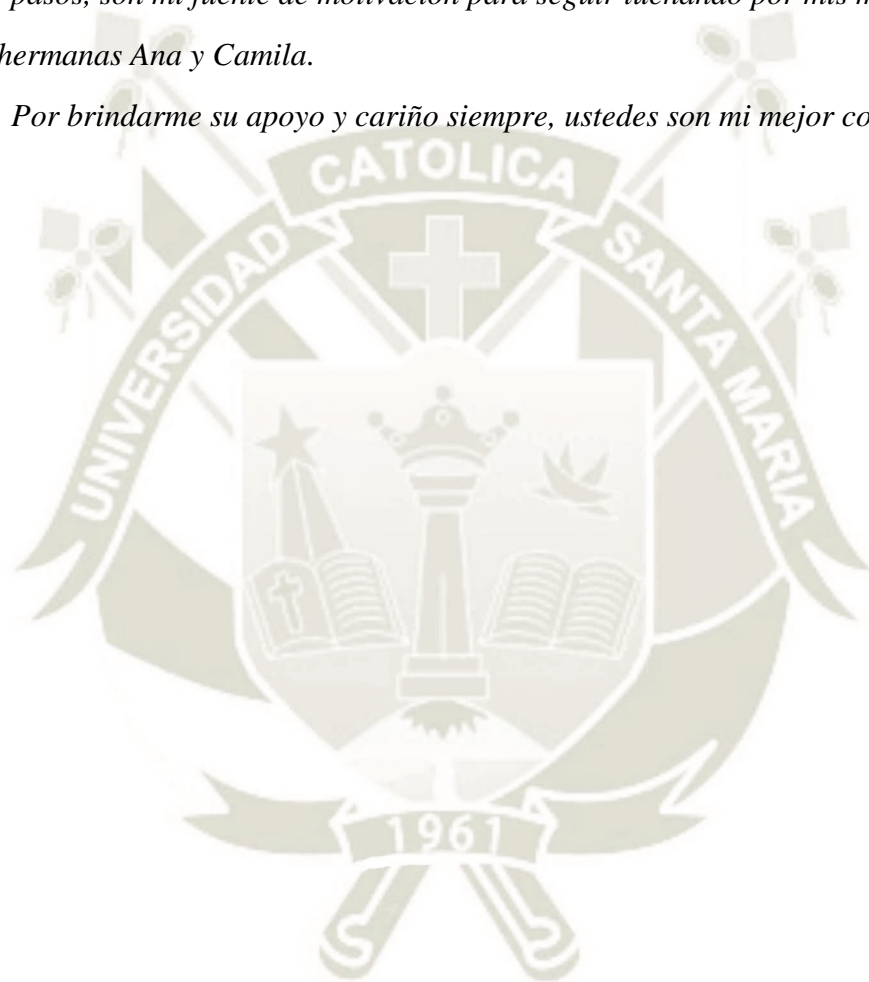 pasos, son mi fuente de motivación para seguir luchando por mis
hermanas Ana y Camila.
Por brindarme su apoyo y cariño siempre, ustedes son mi mejor
CATOLICA
UNIVERSIDAD
SANTA MARIA
1961